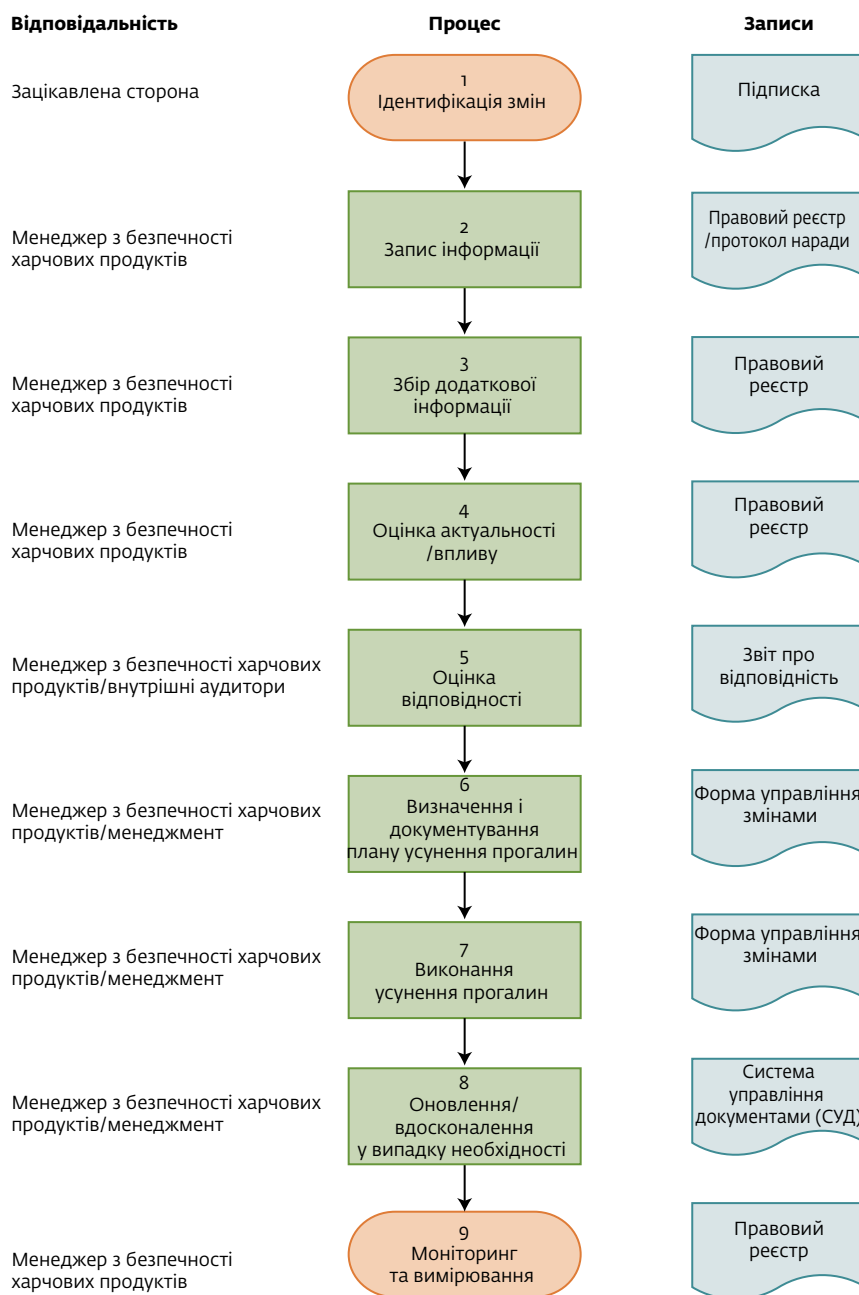 Відповідальність
Процес
Записи
Зацікавлена сторона
1
Ідентифікація змін
Підписка
Менеджер з безпечності
харчових продуктів
2
Запис інформації
Правовий реєстр
/протокол наради
Менеджер з безпечності
харчових продуктів
3
Збір додаткової
інформації
Правовий
реєстр
Менеджер з безпечності
харчових продуктів
4
Оцінка актуальності
/впливу
Правовий
реєстр
Менеджер з безпечності харчових
продуктів/внутрішні аудитори
5
Оцінка
відповідності
Звіт про
відповідність
Менеджер з безпечності харчових
продуктів/менеджмент
6
Визначення і
документування
плану усунення прогалин
Форма управління
змінами
Менеджер з безпечності харчових
продуктів/менеджмент
7
Виконання
усунення прогалин
Форма управління
змінами
Менеджер з безпечності харчових
продуктів/менеджмент
8
Оновлення/
вдосконалення
у випадку необхідності
Система
управління
документами (СУД)
Менеджер з безпечності
харчових продуктів
9
Моніторинг
та вимірювання
Правовий
реєстр